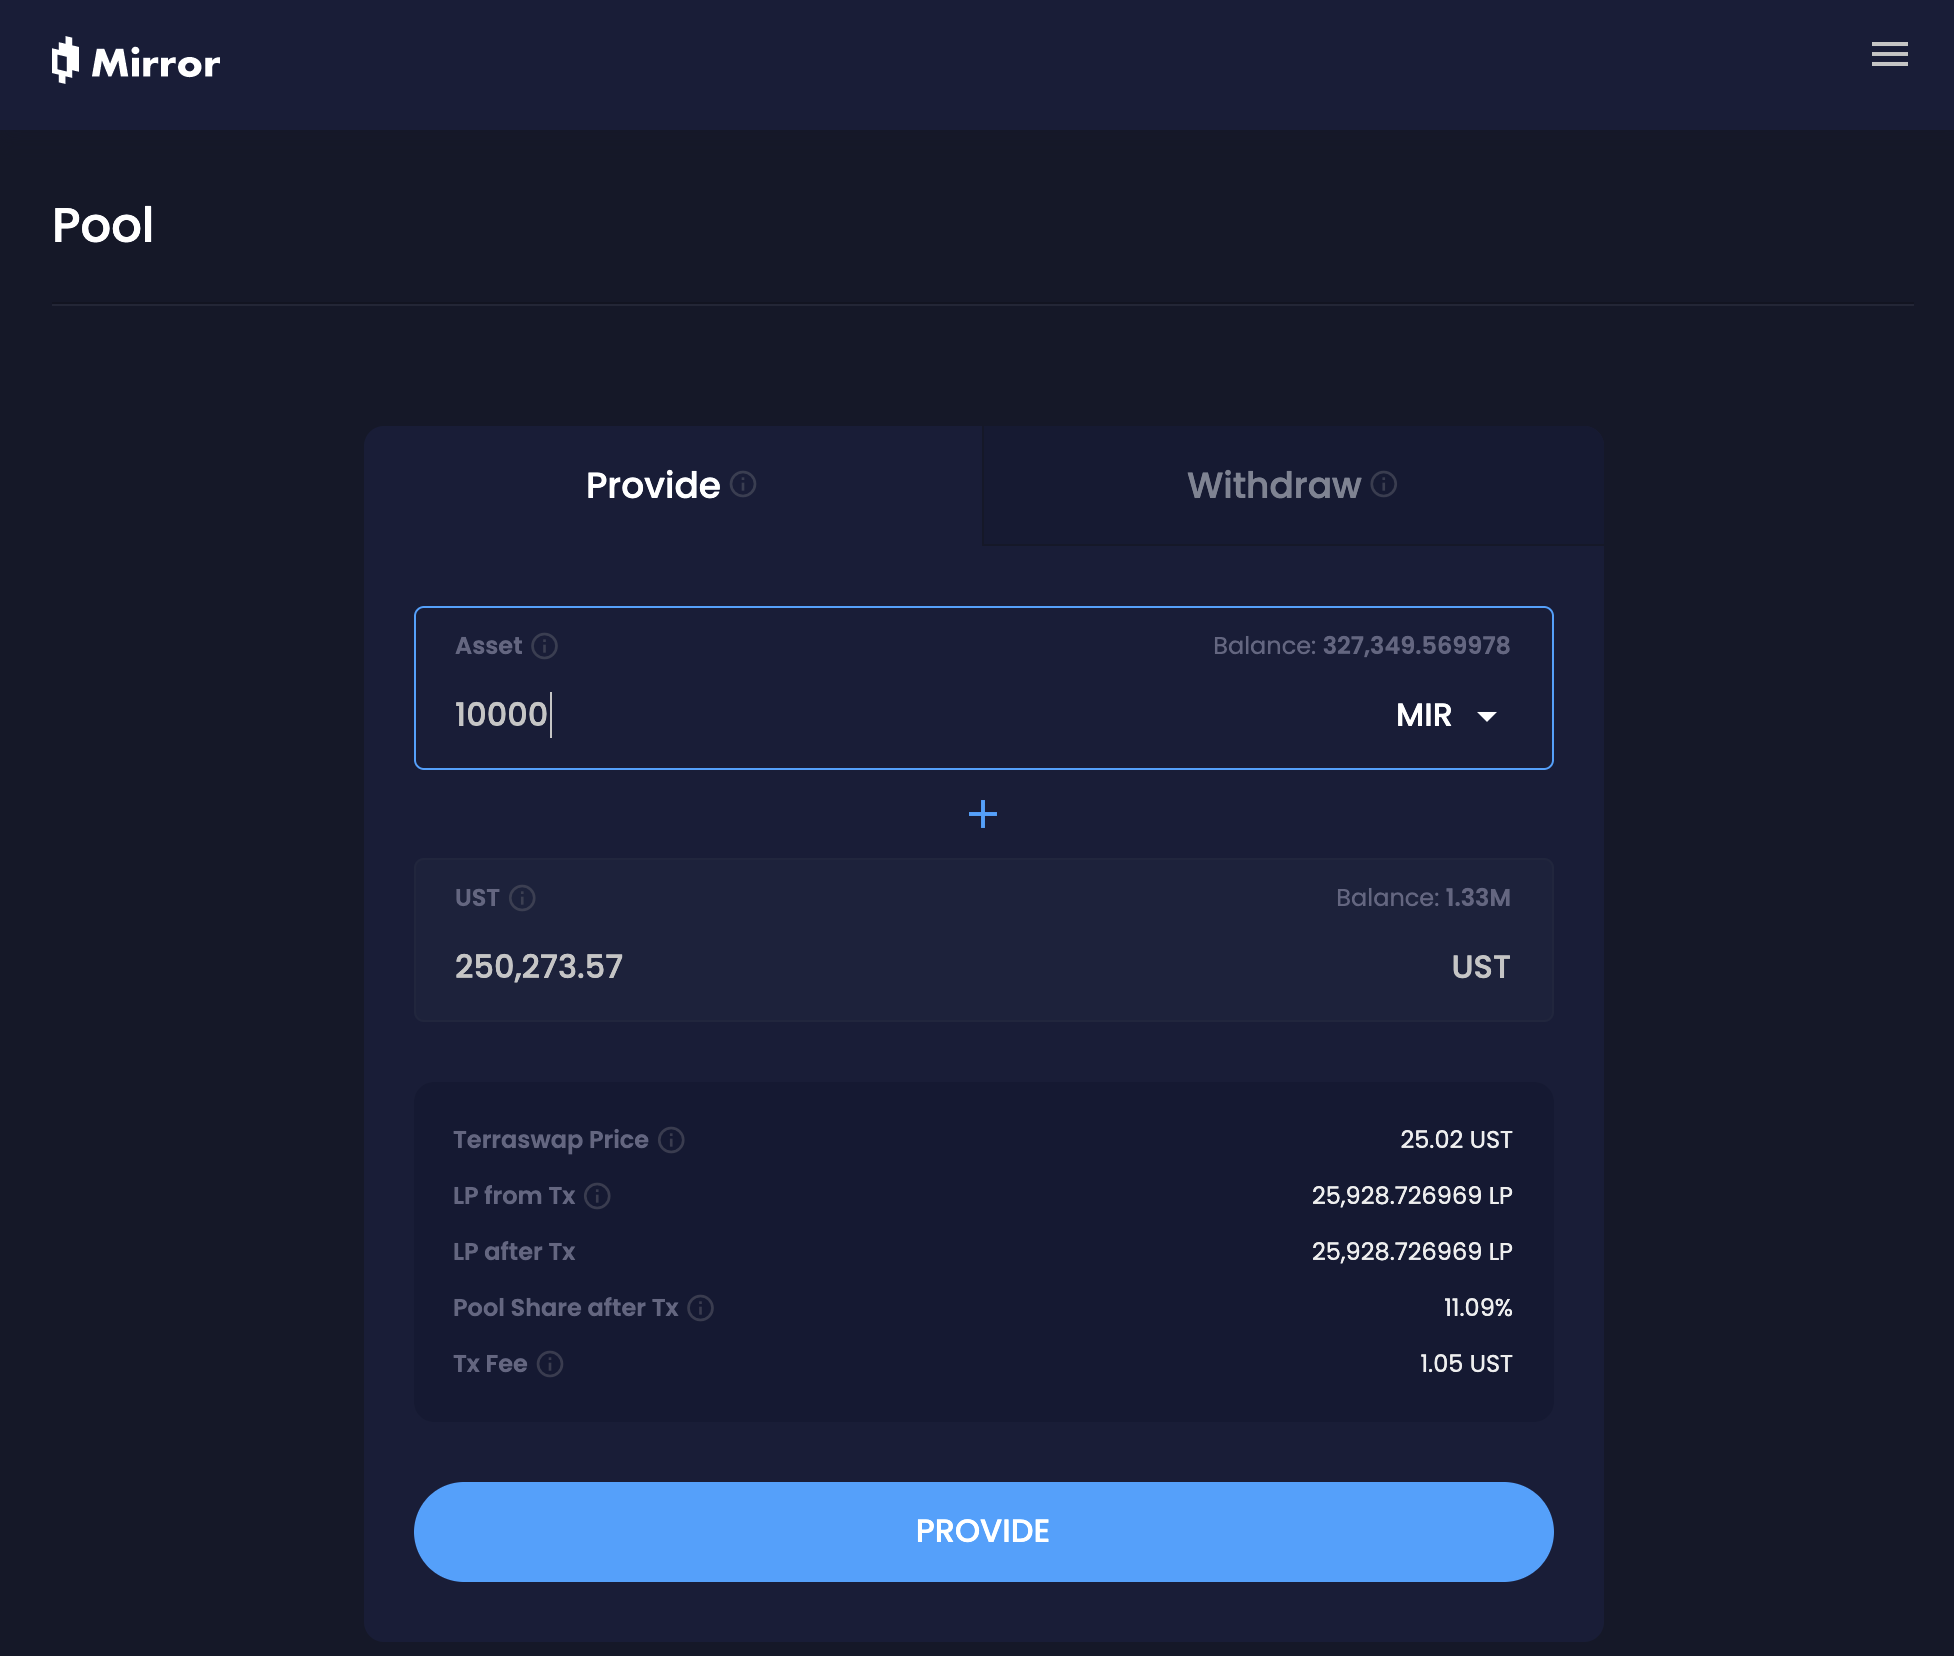 Mirror
Pool
Provide
Withdraw
Asset
Balance: 327,349.569978
10000
MIR
+
UST
Balance: 1.33M
250,273.57
UST
Terraswap Price
25.02 UST
LP from Tx
25,928.726969 LP
LP after Tx
25,928.726969 LP
Pool Share after Tx
11.09%
Tx Fee
1.05 UST
PROVIDE